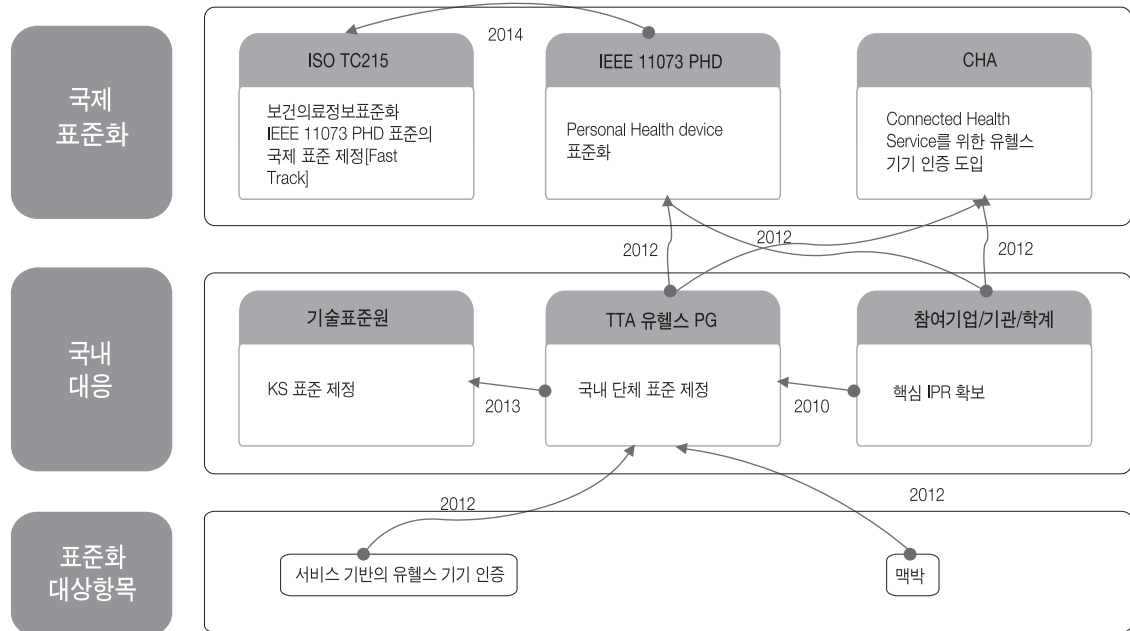 국제
표준화
2014
ISO TC215
IEEE 11073 PHD
CHA
보건의료정보표준화
IEEE 11073 PHD 표준의
국제 표준 제정[Fast
Track]
Personal Health device
표준화
Connected Health
Service를 위한 유헬스
기기 인증 도입
2012
2012
2012
국내
대응
기술표준원
TTA 유헬스 PG
참여기업/기관/학계
KS 표준 제정
2013
국내 단체 표준 제정
2010
핵심 IPR 확보
2012
2012
표준화
대상항목
서비스 기반의 유헬스 기기 인증
맥박